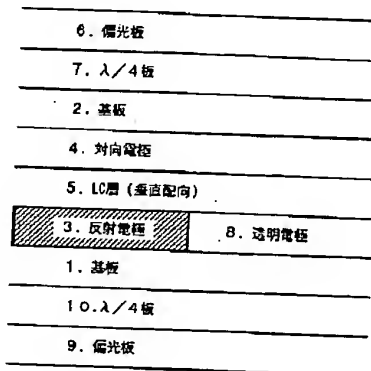 6. 偏光板
7. λ/4板
2. 基板
4. 対向電極
5. LC層 (垂直配向)
3. 反射電極 8. 透明電極
1. 基板
10.λ/4板
9. 偏光板